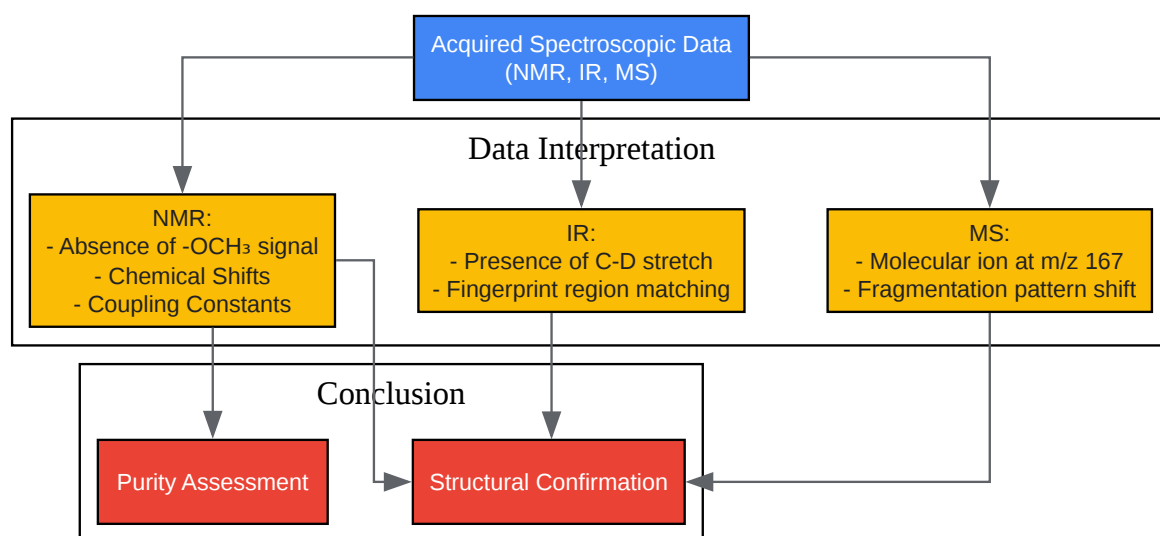 Acquired Spectroscopic Data
(NMR, IR, MS)
Data Interpretation
NMR:
- Absence of -OCH₃ signal
- Chemical Shifts
- Coupling Constants
IR:
- Presence of C-D stretch
- Fingerprint region matching
MS:
- Molecular ion at m/z 167
- Fragmentation pattern shift
Conclusion
Purity Assessment
Structural Confirmation